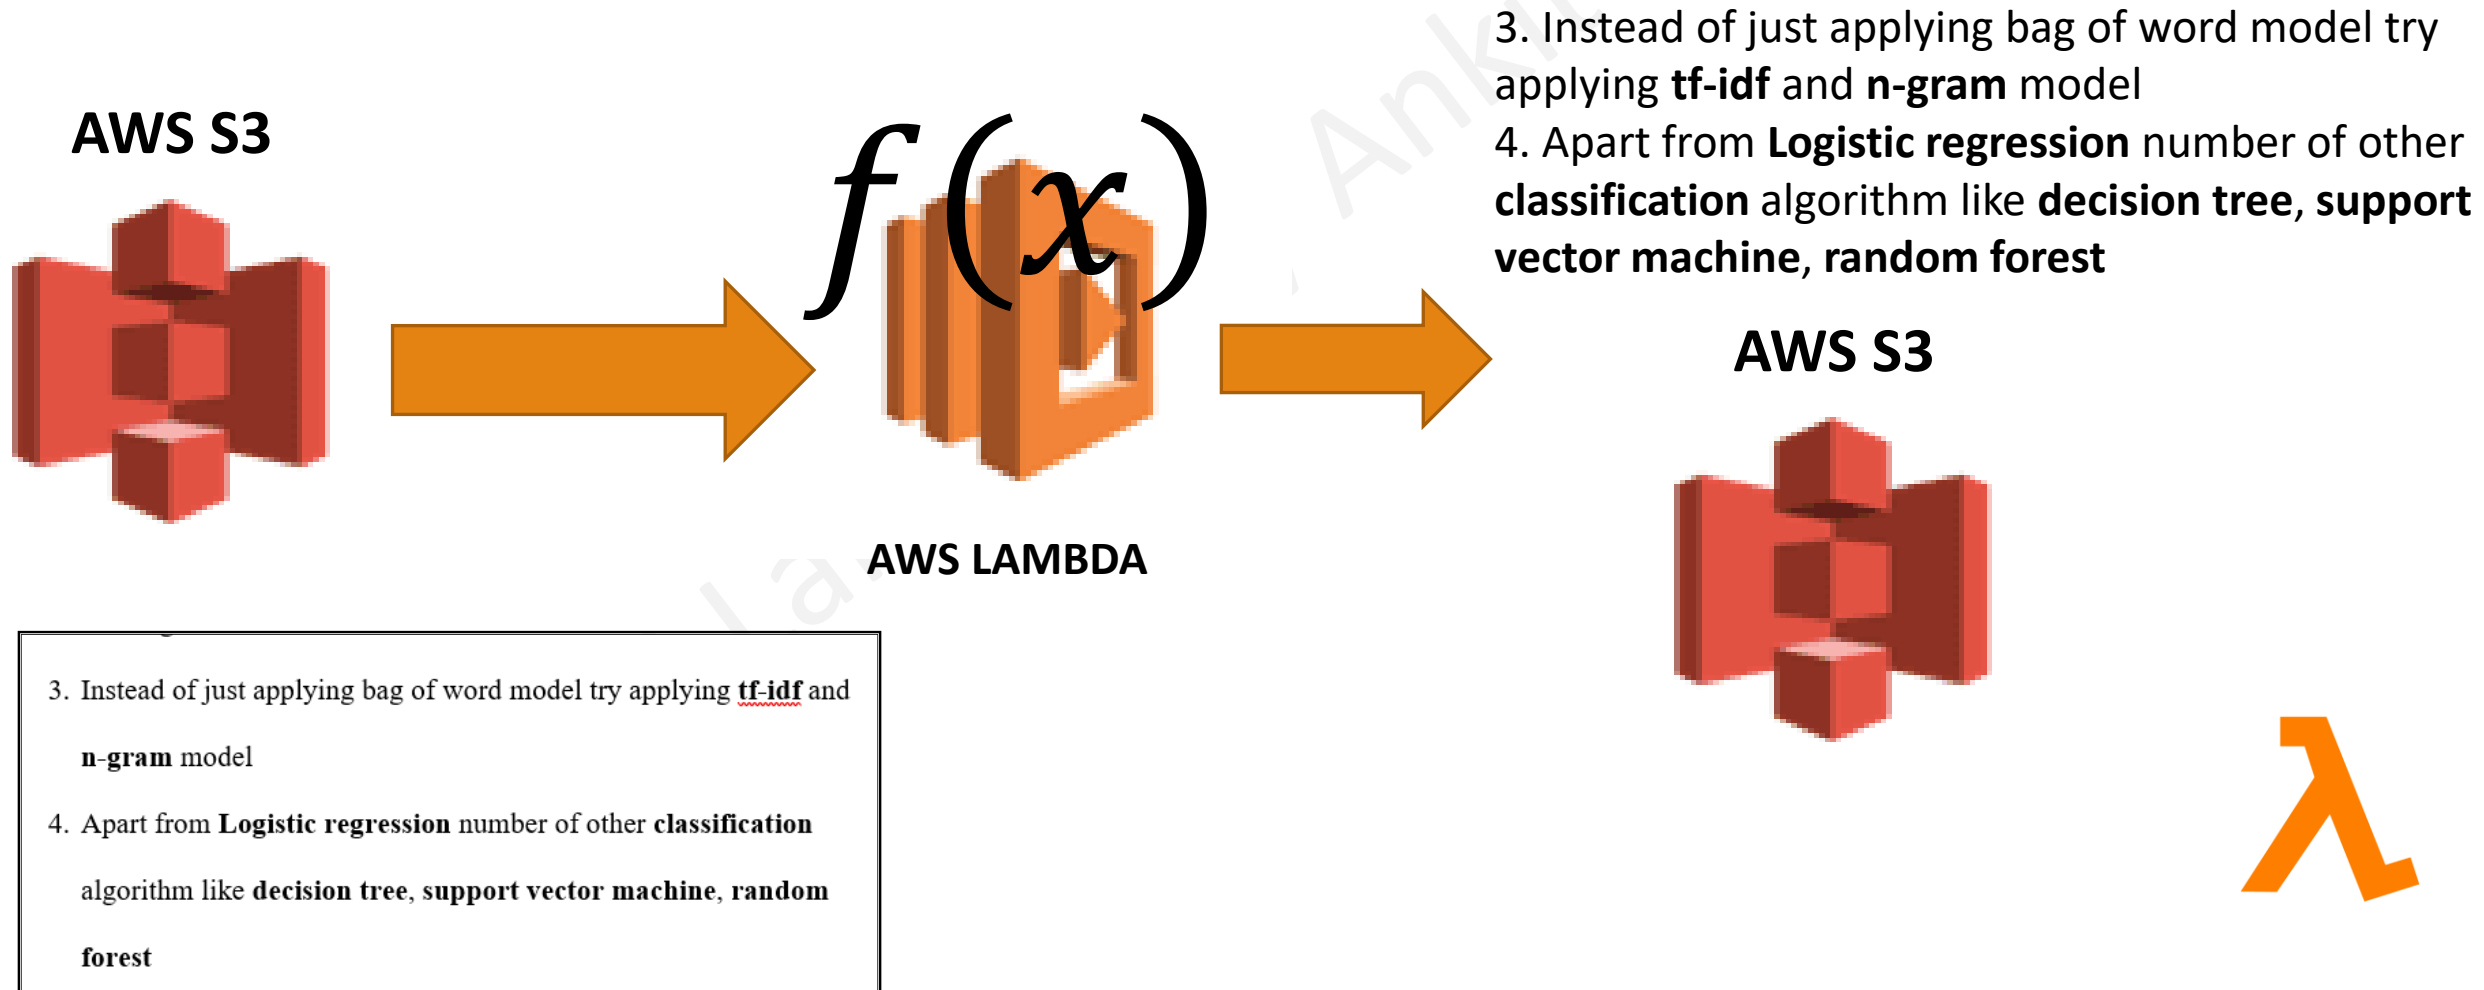 3. Instead of just applying bag of word model try
applying tf-idf and n-gram model
4. Apart from Logistic regression number of other
classification algorithm like decision tree, support
vector machine, random forest
AWS S3
f(x)
AWS S3
AWS LAMBDA
3. Instead of just applying bag of word model try applying tf-idf and
n-gram model
4. Apart from Logistic regression number of other classification
algorithm like decision tree, support vector machine, random
forest
λ